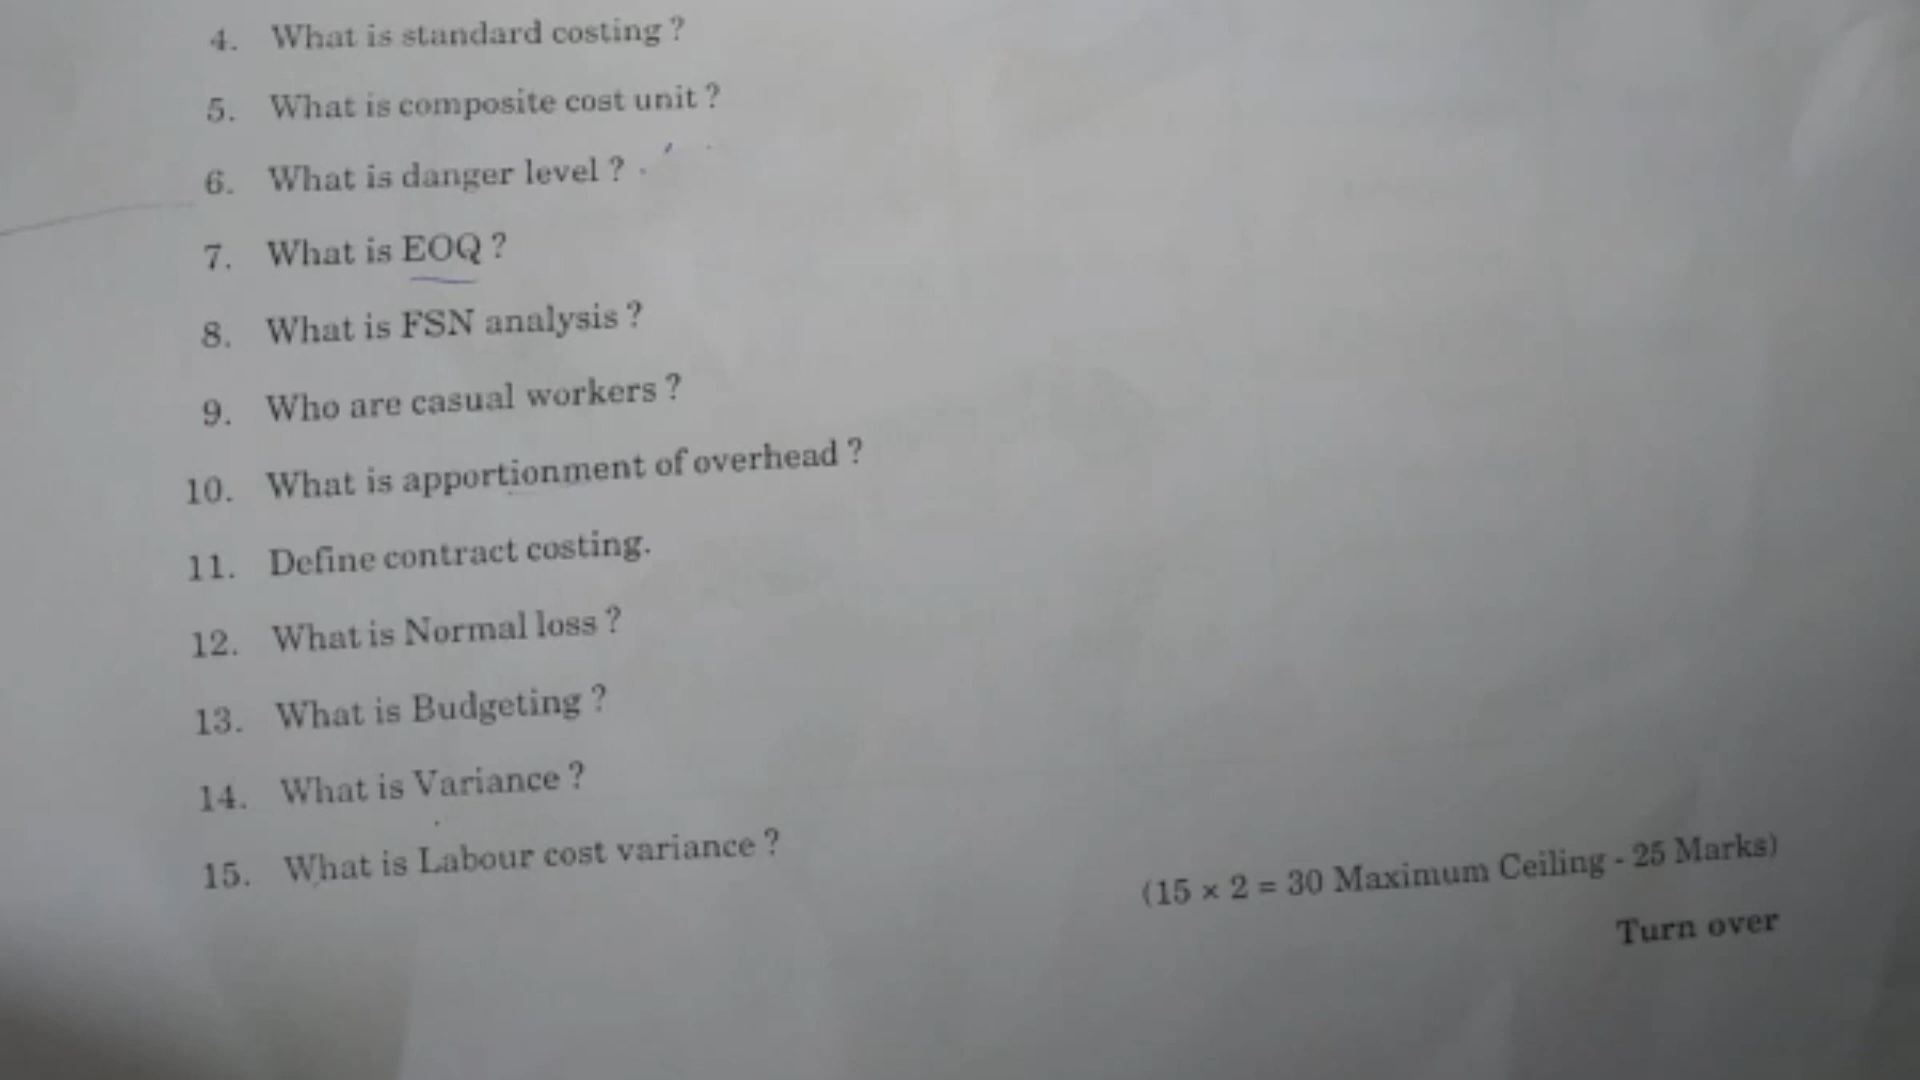 4. What is standard costing ?
5. What is composite cost unit ?
6. What is danger level ?
7. What is EOQ ?
8. What is FSN analysis ?
9. Who are casual workers ?
10. What is apportionment of overhead ?
11. Define contract costing.
12. What is Normal loss ?
13. What is Budgeting ?
14. What is Variance ?
15. What is Labour cost variance ?
(15 × 2 = 30 Maximum Ceiling - 25 Marks)
Turn over